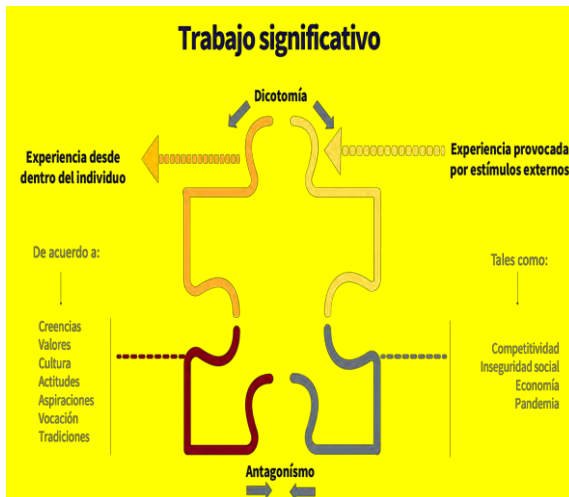 Trabajo significativo
Dicotomía
Experiencia desde
dentro del individuo
Experiencia provocada
por estímulos externos
De acuerdo a:
Creencias
Valores
Cultura
Actitudes
Aspiraciones
Vocación
Tradiciones
Tales como:
Competitividad
Inseguridad social
Economía
Pandemia
Antagonísmo